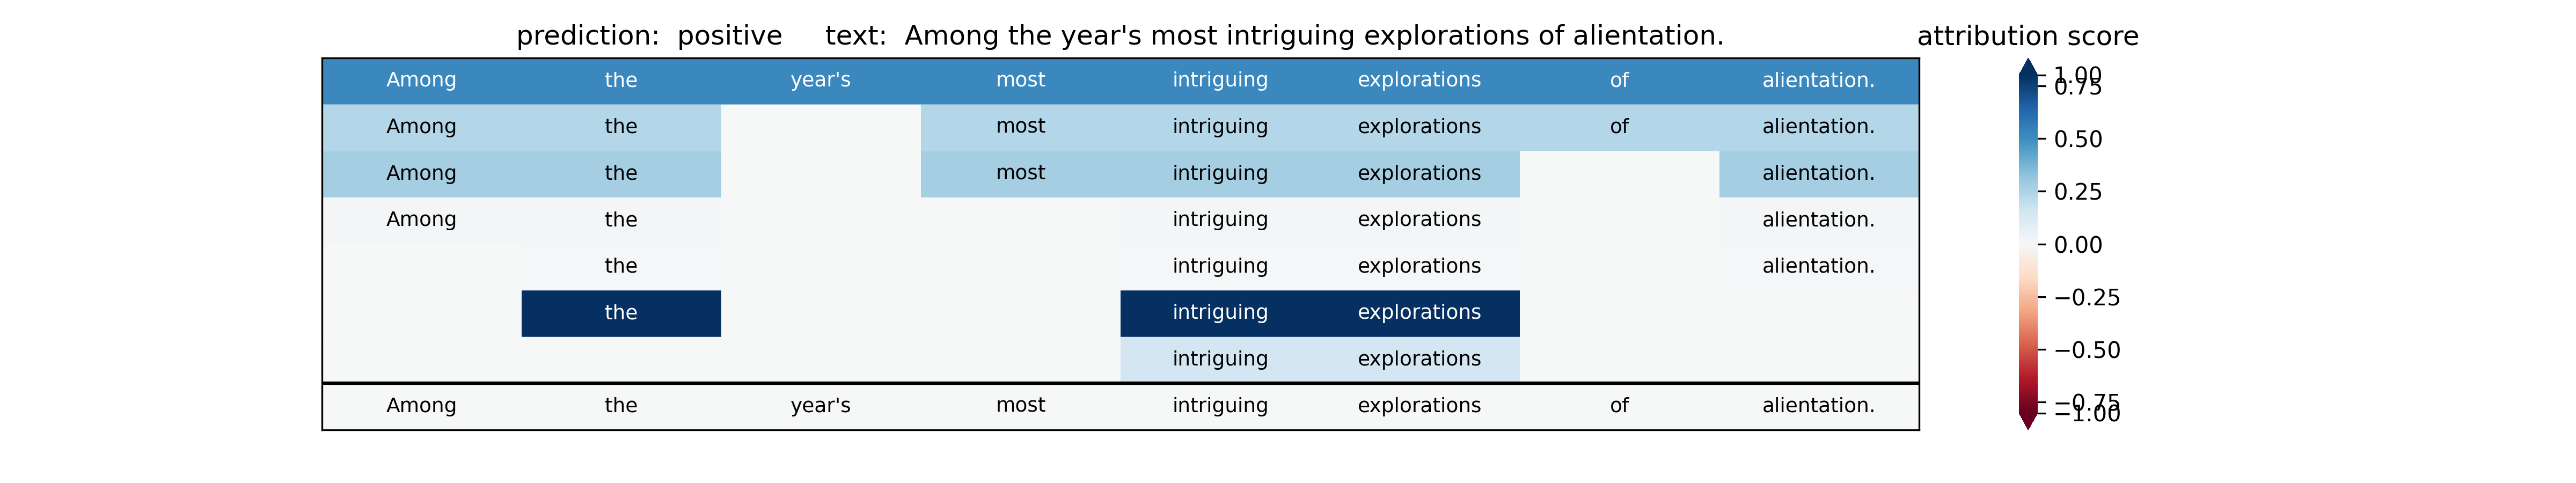 prediction: positive text: Among the year's most intriguing explorations of alientation.
attribution score
Among the year's most intriguing explorations of alientation.
Among the most intriguing explorations of alientation.
Among the most intriguing explorations alientation.
Among the intriguing explorations alientation.
the intriguing explorations alientation.
the intriguing explorations
intriguing explorations
Among the year's most intriguing explorations of alientation.
1.00
0.75
0.50
0.25
0.00
−0.25
−0.50
−0.75
−1.00